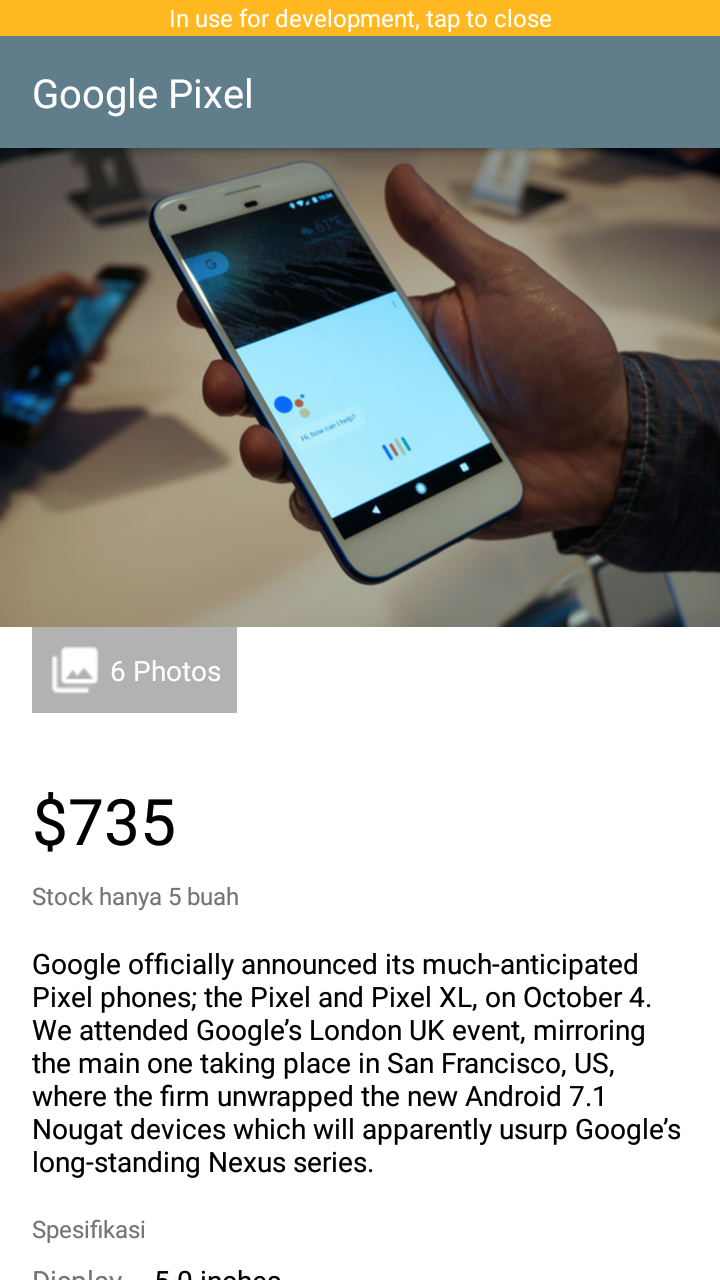 In use for development, tap to close
Google Pixel
61°F
G
Hi, how can I help?
6 Photos
$735
Stock hanya 5 buah
Google officially announced its much-anticipated
Pixel phones; the Pixel and Pixel XL, on October 4.
We attended Google’s London UK event, mirroring
the main one taking place in San Francisco, US,
where the firm unwrapped the new Android 7.1
Nougat devices which will apparently usurp Google’s
long-standing Nexus series.
Spesifikasi
Display 5.0 inches